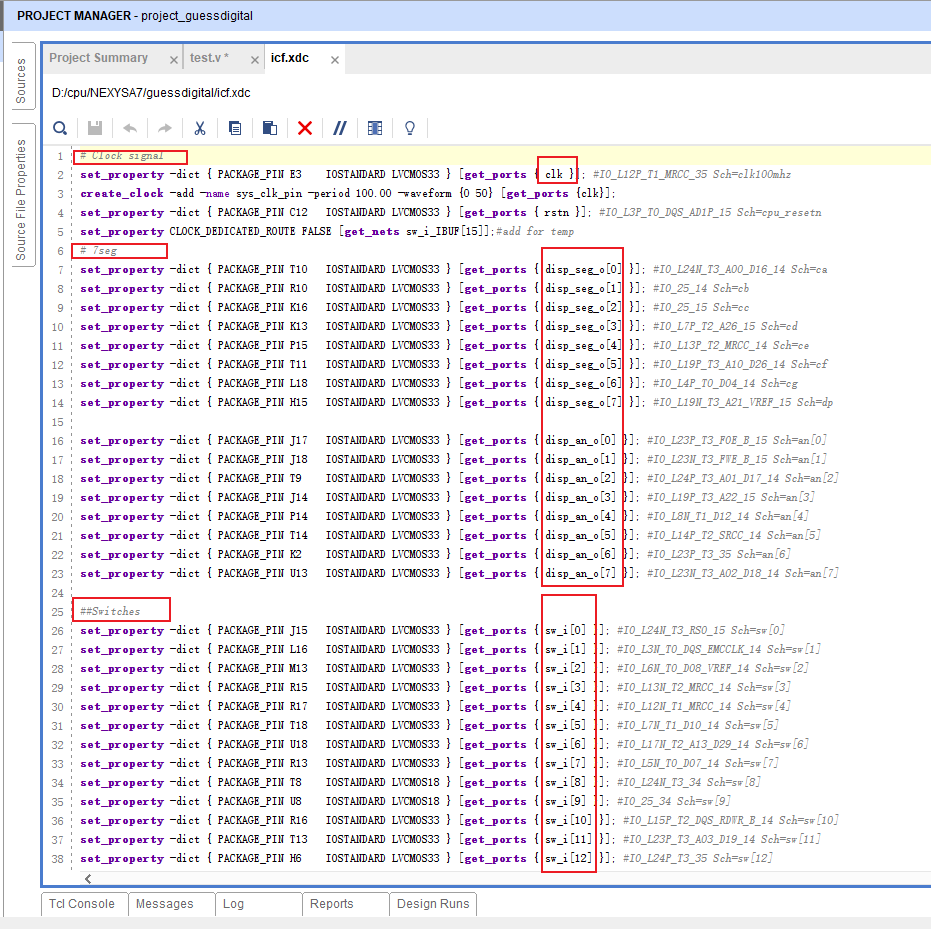 PROJECT MANAGER - project_guessdigital
Sources
Source File Properties
Project Summary × test.v * × icf.xdc ×
D:/cpu/NEXYSA7/guessdigital/icf.xdc
1 # Clock signal
2 set_property -dict { PACKAGE_PIN E3 IOSTANDARD LVCMOS33 } [get_ports { clk }]; #IO_L12P_T1_MRCC_35 Sch=clk100mhz
3 create_clock -add -name sys_clk_pin -period 100.00 -waveform {0 50} [get_ports {clk}];
4 set_property -dict { PACKAGE_PIN C12 IOSTANDARD LVCMOS33 } [get_ports { rstn }]; #IO_L3P_T0_DQS_AD1P_15 Sch=cpu_resetn
5 set_property CLOCK_DEDICATED_ROUTE FALSE [get_nets sw_i_IBUF[15]];#add for temp
6 # 7seg
7 set_property -dict { PACKAGE_PIN T10 IOSTANDARD LVCMOS33 } [get_ports { disp_seg_o[0] }]; #IO_L24N_T3_A00_D16_14 Sch=ca
8 set_property -dict { PACKAGE_PIN R10 IOSTANDARD LVCMOS33 } [get_ports { disp_seg_o[1] }]; #IO_25_14 Sch=cb
9 set_property -dict { PACKAGE_PIN K16 IOSTANDARD LVCMOS33 } [get_ports { disp_seg_o[2] }]; #IO_25_15 Sch=cc
10 set_property -dict { PACKAGE_PIN K13 IOSTANDARD LVCMOS33 } [get_ports { disp_seg_o[3] }]; #IO_L7P_T2_A26_15 Sch=cd
11 set_property -dict { PACKAGE_PIN P15 IOSTANDARD LVCMOS33 } [get_ports { disp_seg_o[4] }]; #IO_L13P_T2_MRCC_14 Sch=ce
12 set_property -dict { PACKAGE_PIN T11 IOSTANDARD LVCMOS33 } [get_ports { disp_seg_o[5] }]; #IO_L19P_T3_A10_D26_14 Sch=cf
13 set_property -dict { PACKAGE_PIN L18 IOSTANDARD LVCMOS33 } [get_ports { disp_seg_o[6] }]; #IO_L4P_T0_D04_14 Sch=cg
14 set_property -dict { PACKAGE_PIN H15 IOSTANDARD LVCMOS33 } [get_ports { disp_seg_o[7] }]; #IO_L19N_T3_A21_VREF_15 Sch=dp
15
16 set_property -dict { PACKAGE_PIN J17 IOSTANDARD LVCMOS33 } [get_ports { disp_an_o[0] }]; #IO_L23P_T3_FOE_B_15 Sch=an[0]
17 set_property -dict { PACKAGE_PIN J18 IOSTANDARD LVCMOS33 } [get_ports { disp_an_o[1] }]; #IO_L23N_T3_FWE_B_15 Sch=an[1]
18 set_property -dict { PACKAGE_PIN T9 IOSTANDARD LVCMOS33 } [get_ports { disp_an_o[2] }]; #IO_L24P_T3_A01_D17_14 Sch=an[2]
19 set_property -dict { PACKAGE_PIN J14 IOSTANDARD LVCMOS33 } [get_ports { disp_an_o[3] }]; #IO_L19P_T3_A22_15 Sch=an[3]
20 set_property -dict { PACKAGE_PIN P14 IOSTANDARD LVCMOS33 } [get_ports { disp_an_o[4] }]; #IO_L8N_T1_D12_14 Sch=an[4]
21 set_property -dict { PACKAGE_PIN T14 IOSTANDARD LVCMOS33 } [get_ports { disp_an_o[5] }]; #IO_L14P_T2_SRCC_14 Sch=an[5]
22 set_property -dict { PACKAGE_PIN K2 IOSTANDARD LVCMOS33 } [get_ports { disp_an_o[6] }]; #IO_L23P_T3_35 Sch=an[6]
23 set_property -dict { PACKAGE_PIN U13 IOSTANDARD LVCMOS33 } [get_ports { disp_an_o[7] }]; #IO_L23N_T3_A02_D18_14 Sch=an[7]
24
25 ##Switches
26 set_property -dict { PACKAGE_PIN J15 IOSTANDARD LVCMOS33 } [get_ports { sw_i[0] }]; #IO_L24N_T3_RS0_15 Sch=sw[0]
27 set_property -dict { PACKAGE_PIN L16 IOSTANDARD LVCMOS33 } [get_ports { sw_i[1] }]; #IO_L3N_T0_DQS_EMCCLK_14 Sch=sw[1]
28 set_property -dict { PACKAGE_PIN M13 IOSTANDARD LVCMOS33 } [get_ports { sw_i[2] }]; #IO_L6N_T0_D08_VREF_14 Sch=sw[2]
29 set_property -dict { PACKAGE_PIN R15 IOSTANDARD LVCMOS33 } [get_ports { sw_i[3] }]; #IO_L13N_T2_MRCC_14 Sch=sw[3]
30 set_property -dict { PACKAGE_PIN R17 IOSTANDARD LVCMOS33 } [get_ports { sw_i[4] }]; #IO_L12N_T1_MRCC_14 Sch=sw[4]
31 set_property -dict { PACKAGE_PIN T18 IOSTANDARD LVCMOS33 } [get_ports { sw_i[5] }]; #IO_L7N_T1_D10_14 Sch=sw[5]
32 set_property -dict { PACKAGE_PIN U18 IOSTANDARD LVCMOS33 } [get_ports { sw_i[6] }]; #IO_L17N_T2_A13_D29_14 Sch=sw[6]
33 set_property -dict { PACKAGE_PIN R13 IOSTANDARD LVCMOS33 } [get_ports { sw_i[7] }]; #IO_L5N_T0_D07_14 Sch=sw[7]
34 set_property -dict { PACKAGE_PIN T8 IOSTANDARD LVCMOS18 } [get_ports { sw_i[8] }]; #IO_L24N_T3_34 Sch=sw[8]
35 set_property -dict { PACKAGE_PIN U8 IOSTANDARD LVCMOS18 } [get_ports { sw_i[9] }]; #IO_25_34 Sch=sw[9]
36 set_property -dict { PACKAGE_PIN R16 IOSTANDARD LVCMOS33 } [get_ports { sw_i[10] }]; #IO_L15P_T2_DQS_RDWR_B_14 Sch=sw[10]
37 set_property -dict { PACKAGE_PIN T13 IOSTANDARD LVCMOS33 } [get_ports { sw_i[11] }]; #IO_L23P_T3_A03_D19_14 Sch=sw[11]
38 set_property -dict { PACKAGE_PIN H6 IOSTANDARD LVCMOS33 } [get_ports { sw_i[12] }]; #IO_L24P_T3_35 Sch=sw[12]
Tcl Console Messages Log Reports Design Runs